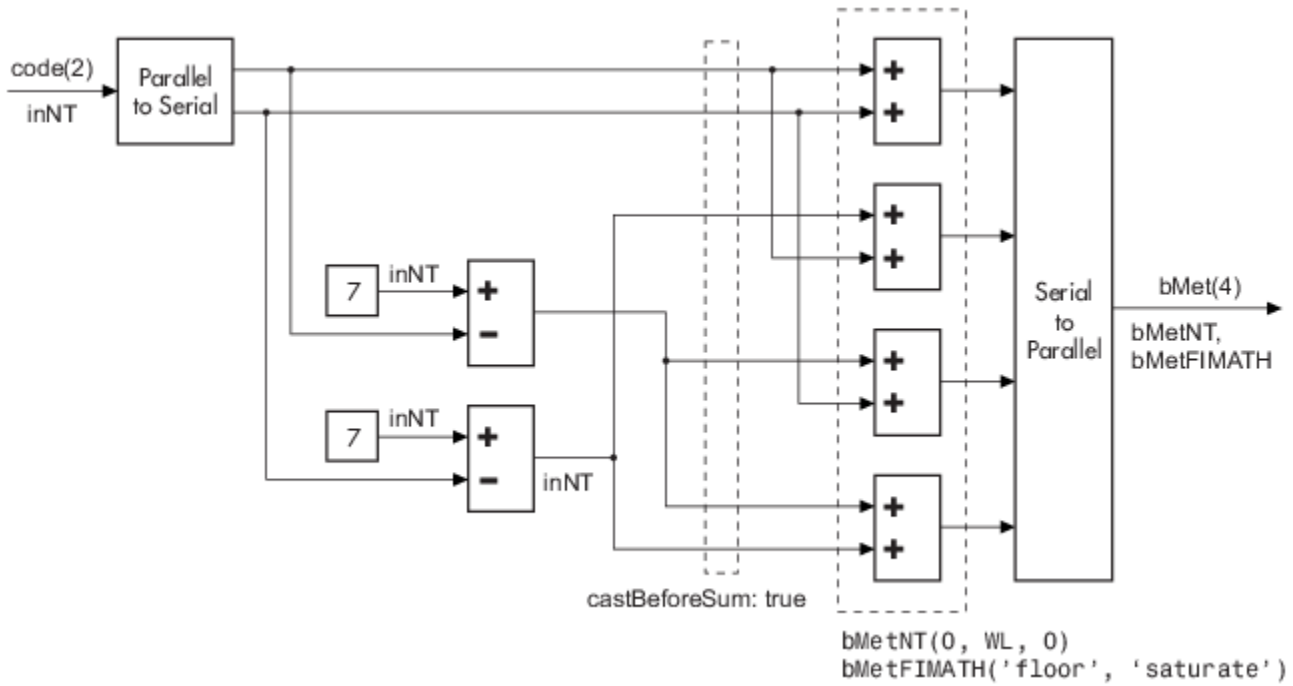 code(2)
inNT
Parallel
to Serial
+
+
+
+
7
inNT
+
−
Serial
to
Parallel
bMet(4)
bMetNT,
bMetFIMATH
+
+
7
inNT
+
−
inNT
+
+
castBeforeSum: true
bMetNT(0, WL, 0)
bMetFIMATH('floor', ‘saturate’)